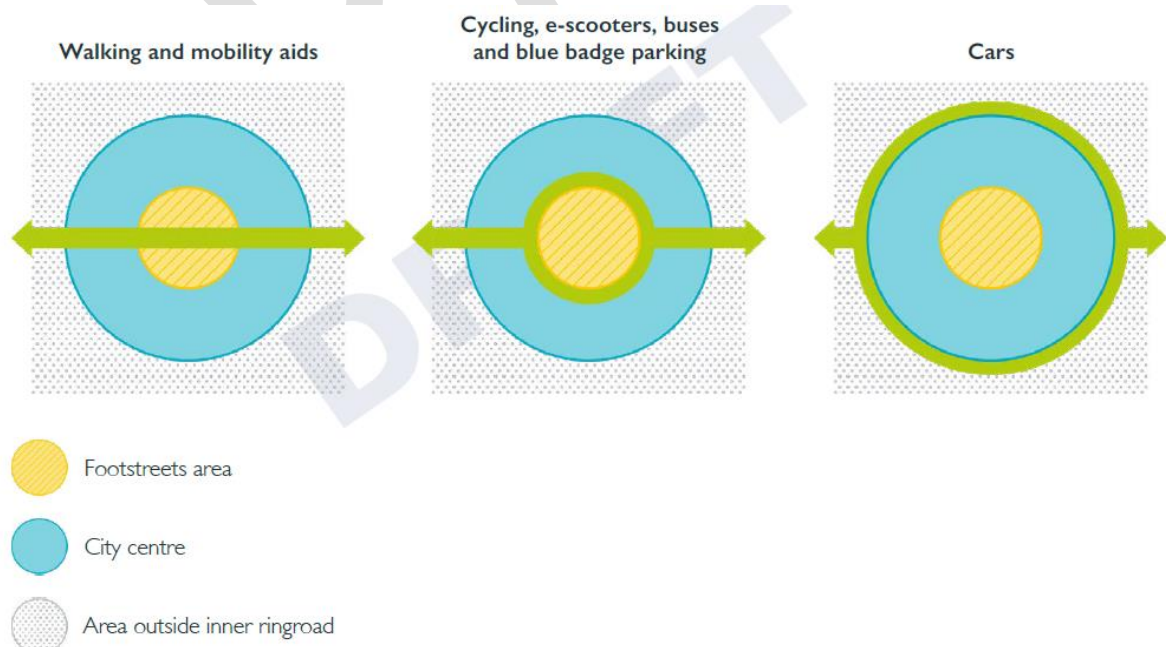 Walking and mobility aids
Cycling, e-scooters, buses
and blue badge parking
Cars
DRAFT
Footstreets area
City centre
Area outside inner ringroad